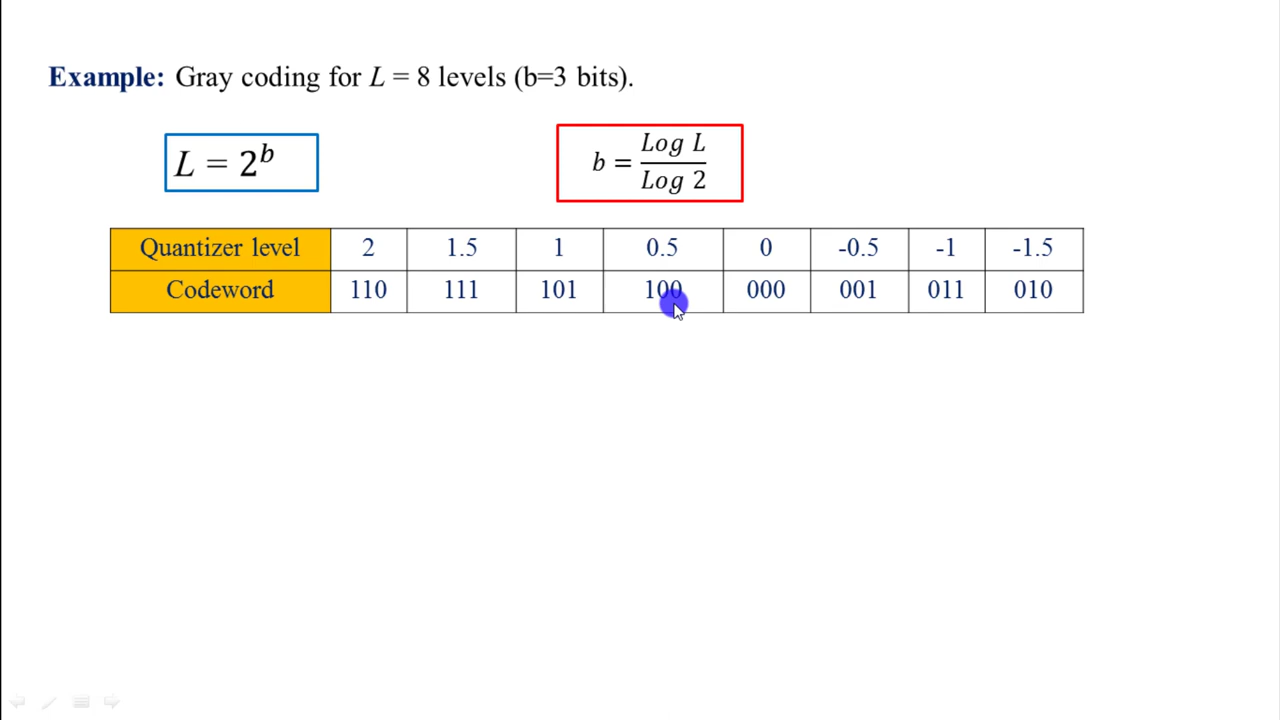 Example: Gray coding for L = 8 levels (b=3 bits).
L = 2^b
b = Log L / Log 2
Quantizer level 2 1.5 1 0.5 0 -0.5 -1 -1.5
Codeword 110 111 101 100 000 001 011 010